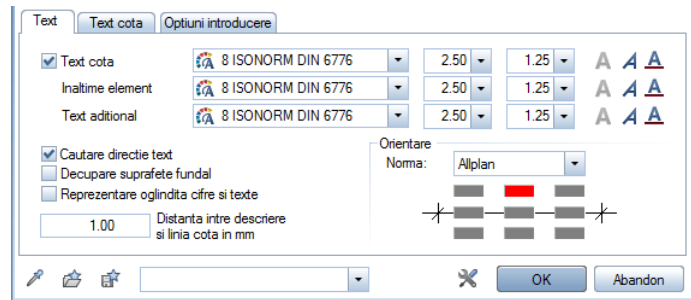 Text Text cota Optiuni introducere
Text cota 8 ISONORM DIN 6776 2.50 1.25 A A A
Inaltime element 8 ISONORM DIN 6776 2.50 1.25 A A A
Text aditional 8 ISONORM DIN 6776 2.50 1.25 A A A
Cautare directie text
Decupare suprafete fundal
Reprezentare oglindita cifre si texte
1.00 Distanta intre descriere
si linia cota in mm
Orientare
Norma: Allplan
OK Abandon